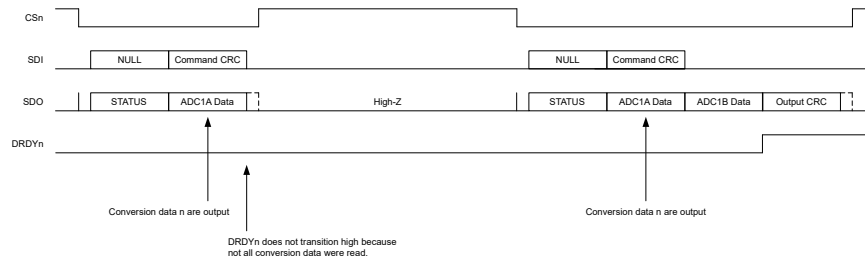 CSn
SDI
NULL Command CRC NULL Command CRC
SDO
STATUS ADC1A Data High-Z STATUS ADC1A Data ADC1B Data Output CRC
DRDYn
Conversion data n are output Conversion data n are output
DRDYn does not transition high because
not all conversion data were read.